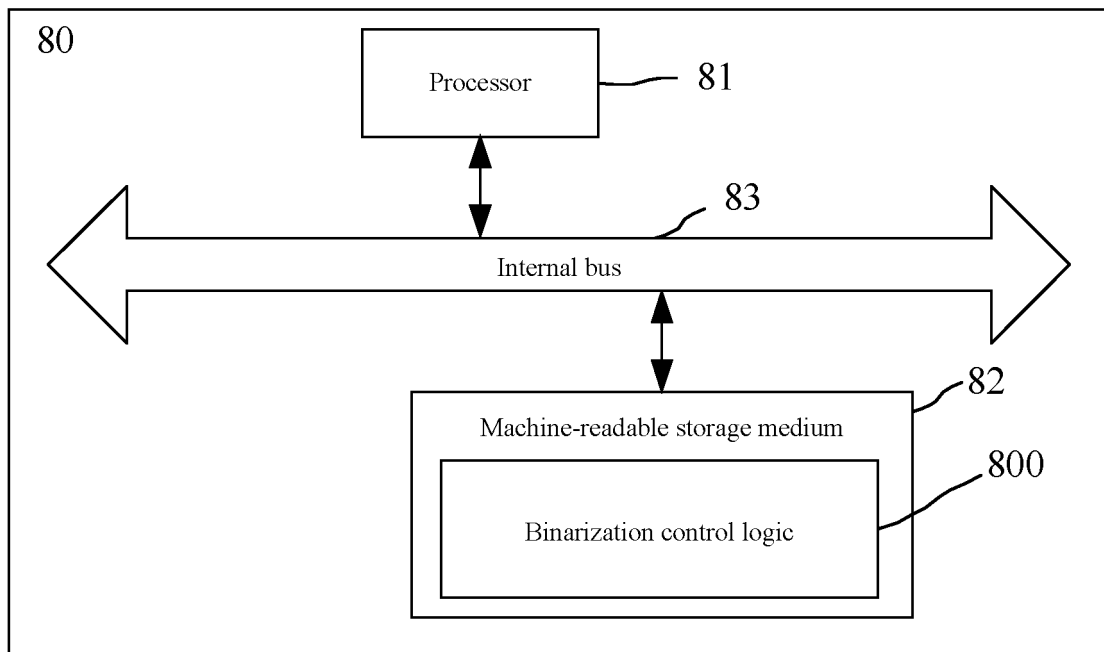 80
Processor
81
83
Internal bus
82
Machine-readable storage medium
800
Binarization control logic